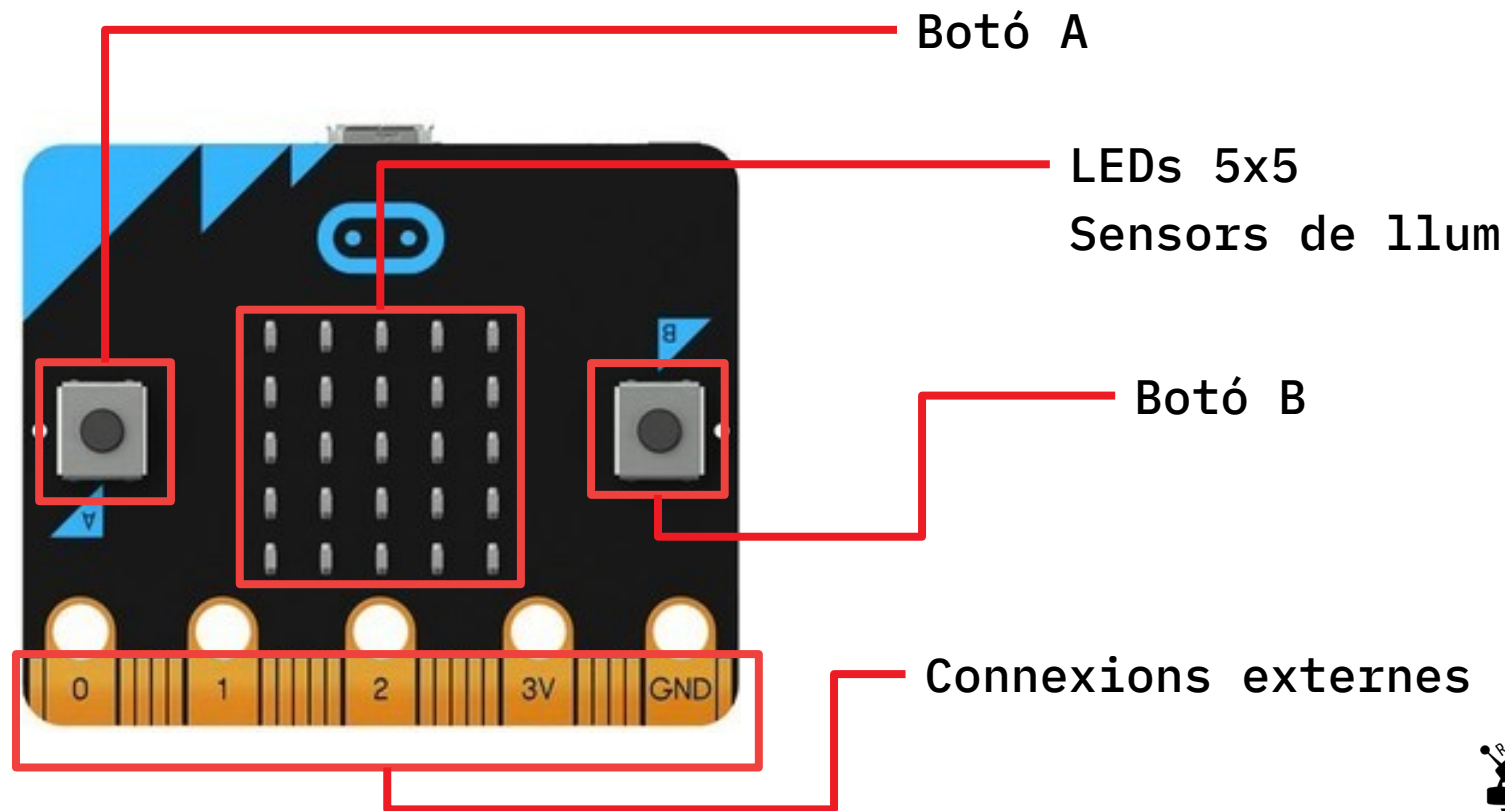 Botó A
LEDs 5x5
Sensors de llum
B
Botó B
A
0 1 2 3V GND
Connexions externes